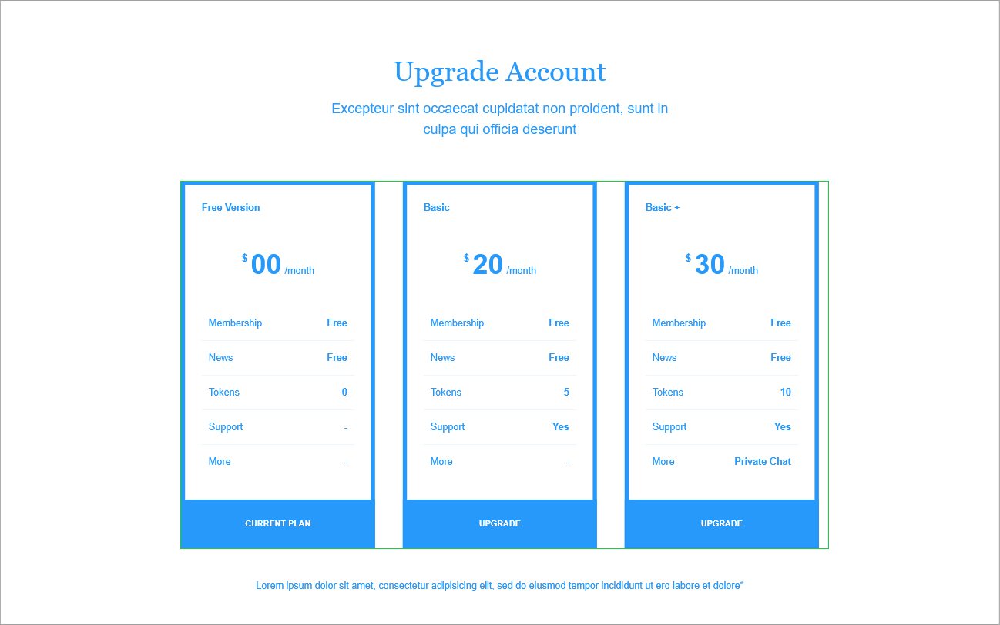 Upgrade Account
Excepteur sint occaecat cupidatat non proident, sunt in
culpa qui officia deserunt
Free Version
$ 00 /month
Membership Free
News Free
Tokens 0
Support -
More -
CURRENT PLAN
Basic
$ 20 /month
Membership Free
News Free
Tokens 5
Support Yes
More -
UPGRADE
Basic +
$ 30 /month
Membership Free
News Free
Tokens 10
Support Yes
More Private Chat
UPGRADE
Lorem ipsum dolor sit amet, consectetur adipisicing elit, sed do eiusmod tempor incididunt ut ero labore et dolore*